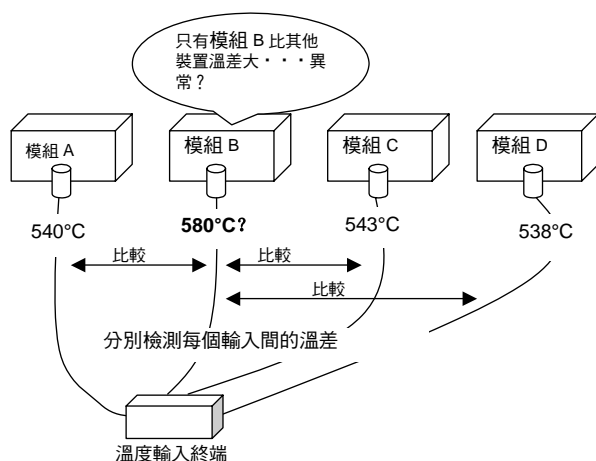 只有模組 B 比其他
裝置溫差大・・・異
常？
模組 A
模組 B
模組 C
模組 D
540°C
580°C?
543°C
538°C
比較
比較
比較
分別檢測每個輸入間的溫差
溫度輸入終端